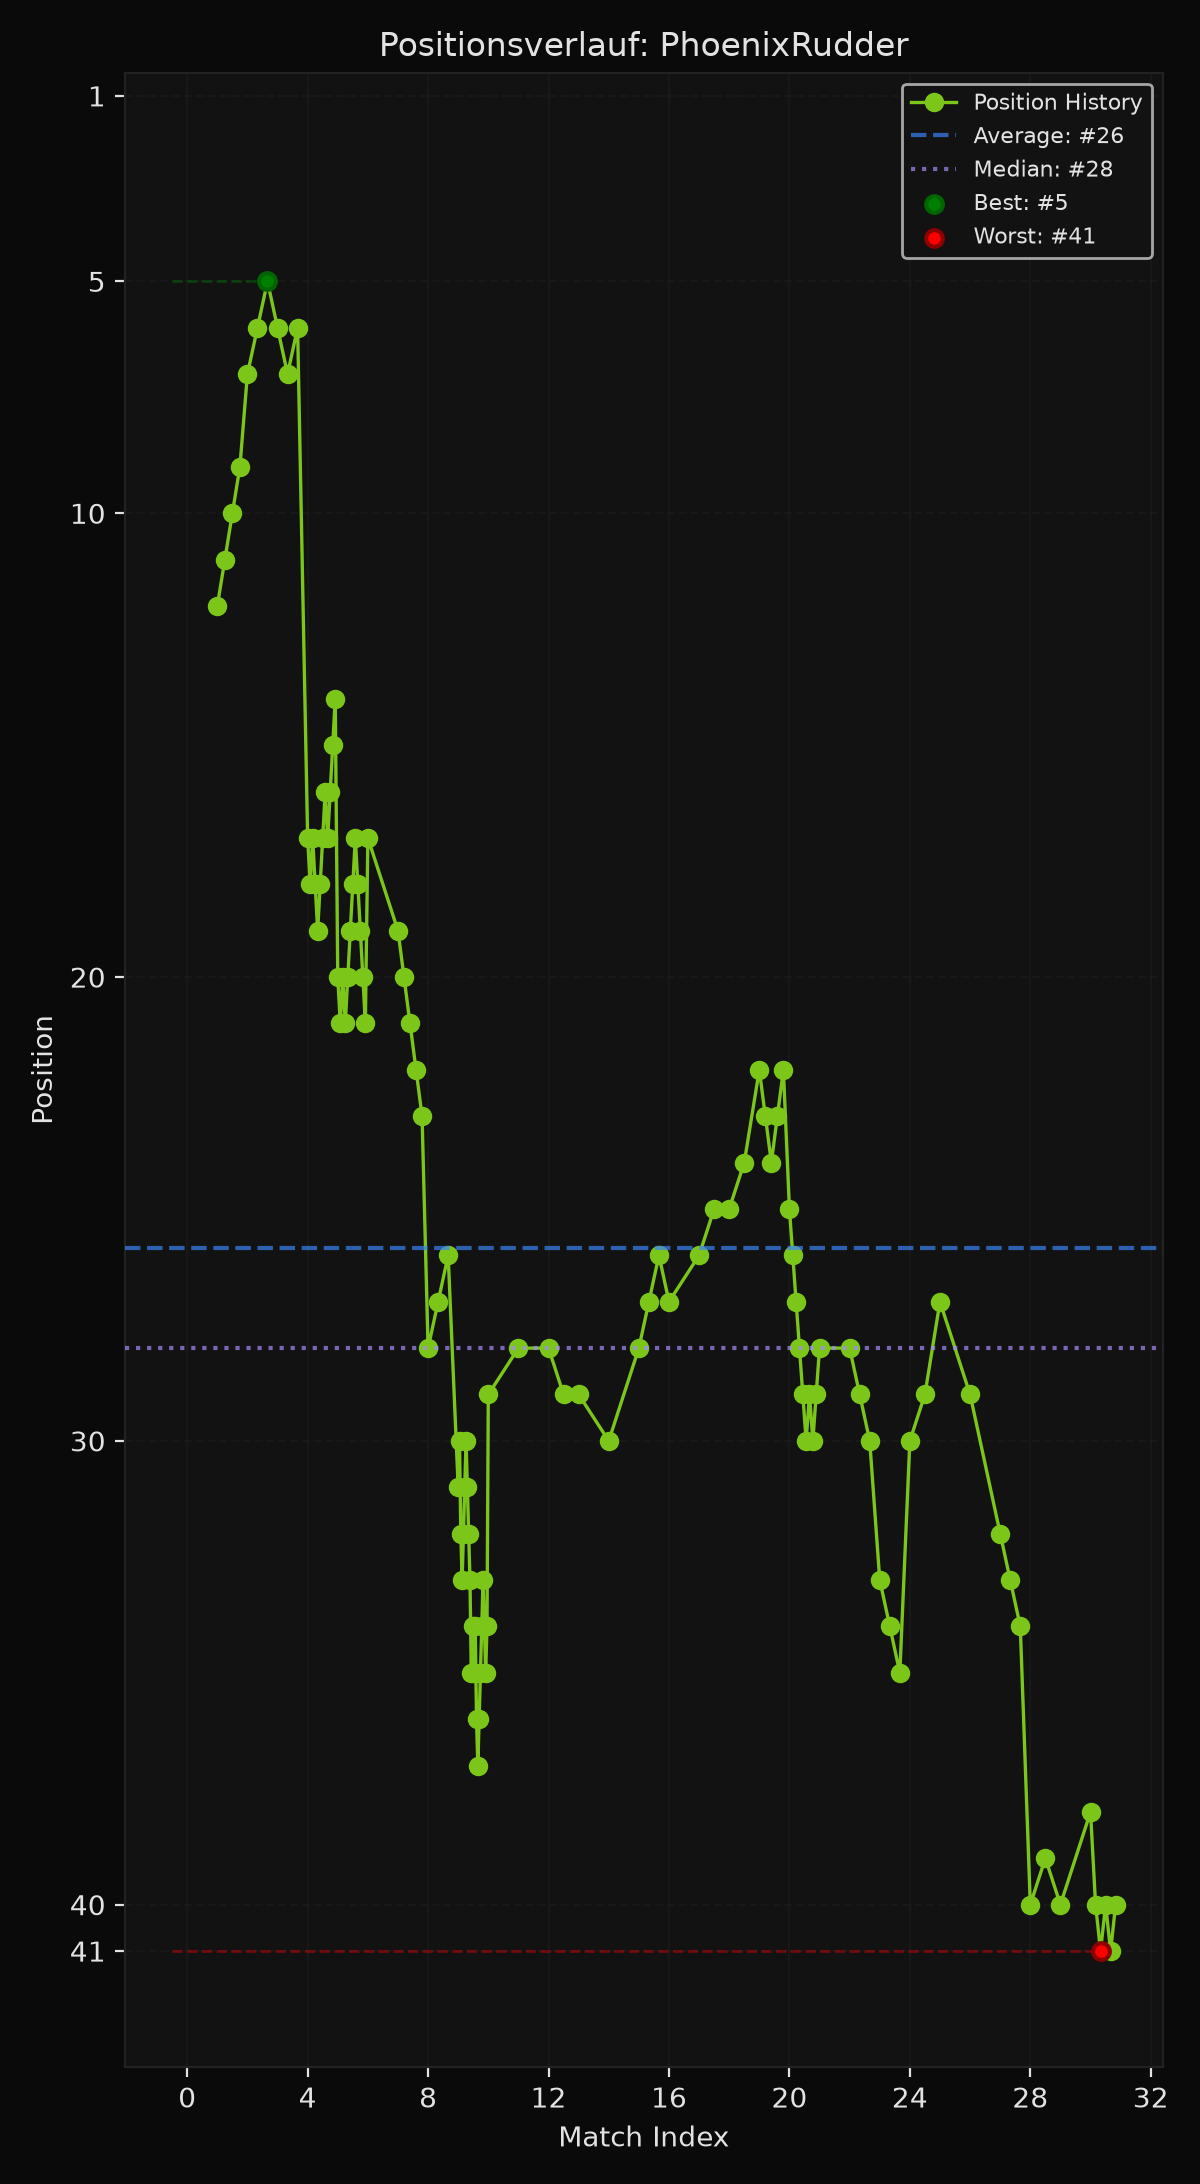 Positionsverlauf: PhoenixRudder
Position History
Average: #26
Median: #28
Best: #5
Worst: #41
1
5
10
20
30
40
41
Position
0 4 8 12 16 20 24 28 32
Match Index